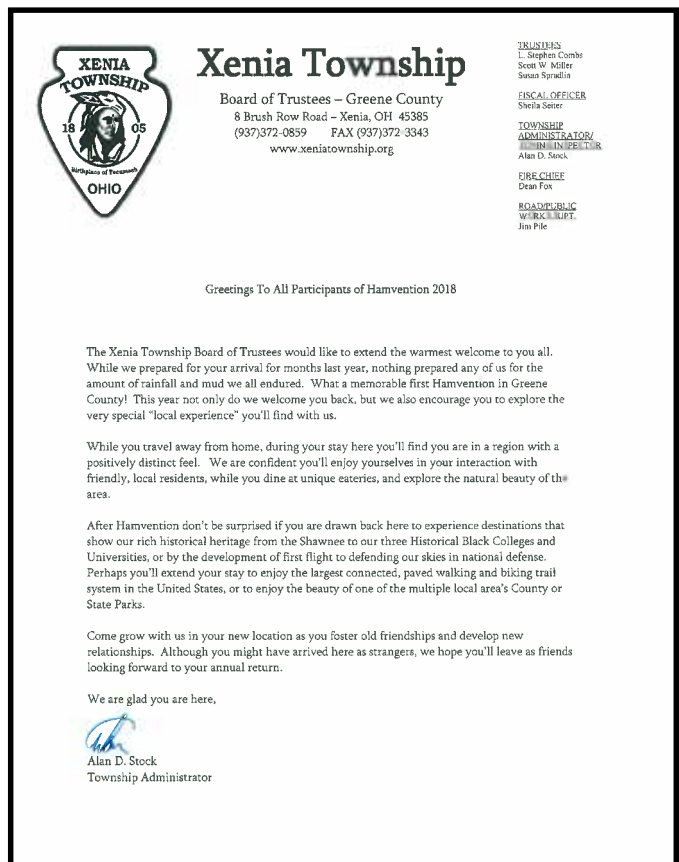 XENIA
TOWNSHIP
18 05
Birthplace of Tecumseh
OHIO
Xenia Township
Board of Trustees – Greene County
8 Brush Row Road – Xenia, OH 45385
(937)372-0859 FAX (937)372-3343
www.xeniatownship.org
TRUSTEES
L. Stephen Combs
Scott W. Miller
Susan Spradlin
FISCAL OFFICER
Sheila Seiter
TOWNSHIP
ADMINISTRATOR/
Alan D. Stock
FIRE CHIEF
Dean Fox
ROAD/PUBLIC
Jim Pile
Greetings To All Participants of Hamvention 2018
The Xenia Township Board of Trustees would like to extend the warmest welcome to you all.
While we prepared for your arrival for months last year, nothing prepared any of us for the
amount of rainfall and mud we all endured. What a memorable first Hamvention in Greene
County! This year not only do we welcome you back, but we also encourage you to explore the
very special “local experience” you’ll find with us.
While you travel away from home, during your stay here you’ll find you are in a region with a
positively distinct feel. We are confident you’ll enjoy yourselves in your interaction with
friendly, local residents, while you dine at unique eateries, and explore the natural beauty of the
area.
After Hamvention don’t be surprised if you are drawn back here to experience destinations that
show our rich historical heritage from the Shawnee to our three Historical Black Colleges and
Universities, or by the development of first flight to defending our skies in national defense.
Perhaps you’ll extend your stay to enjoy the largest connected, paved walking and biking trail
system in the United States, or to enjoy the beauty of one of the multiple local area’s County or
State Parks.
Come grow with us in your new location as you foster old friendships and develop new
relationships. Although you might have arrived here as strangers, we hope you’ll leave as friends
looking forward to your annual return.
We are glad you are here,
Alan D. Stock
Township Administrator